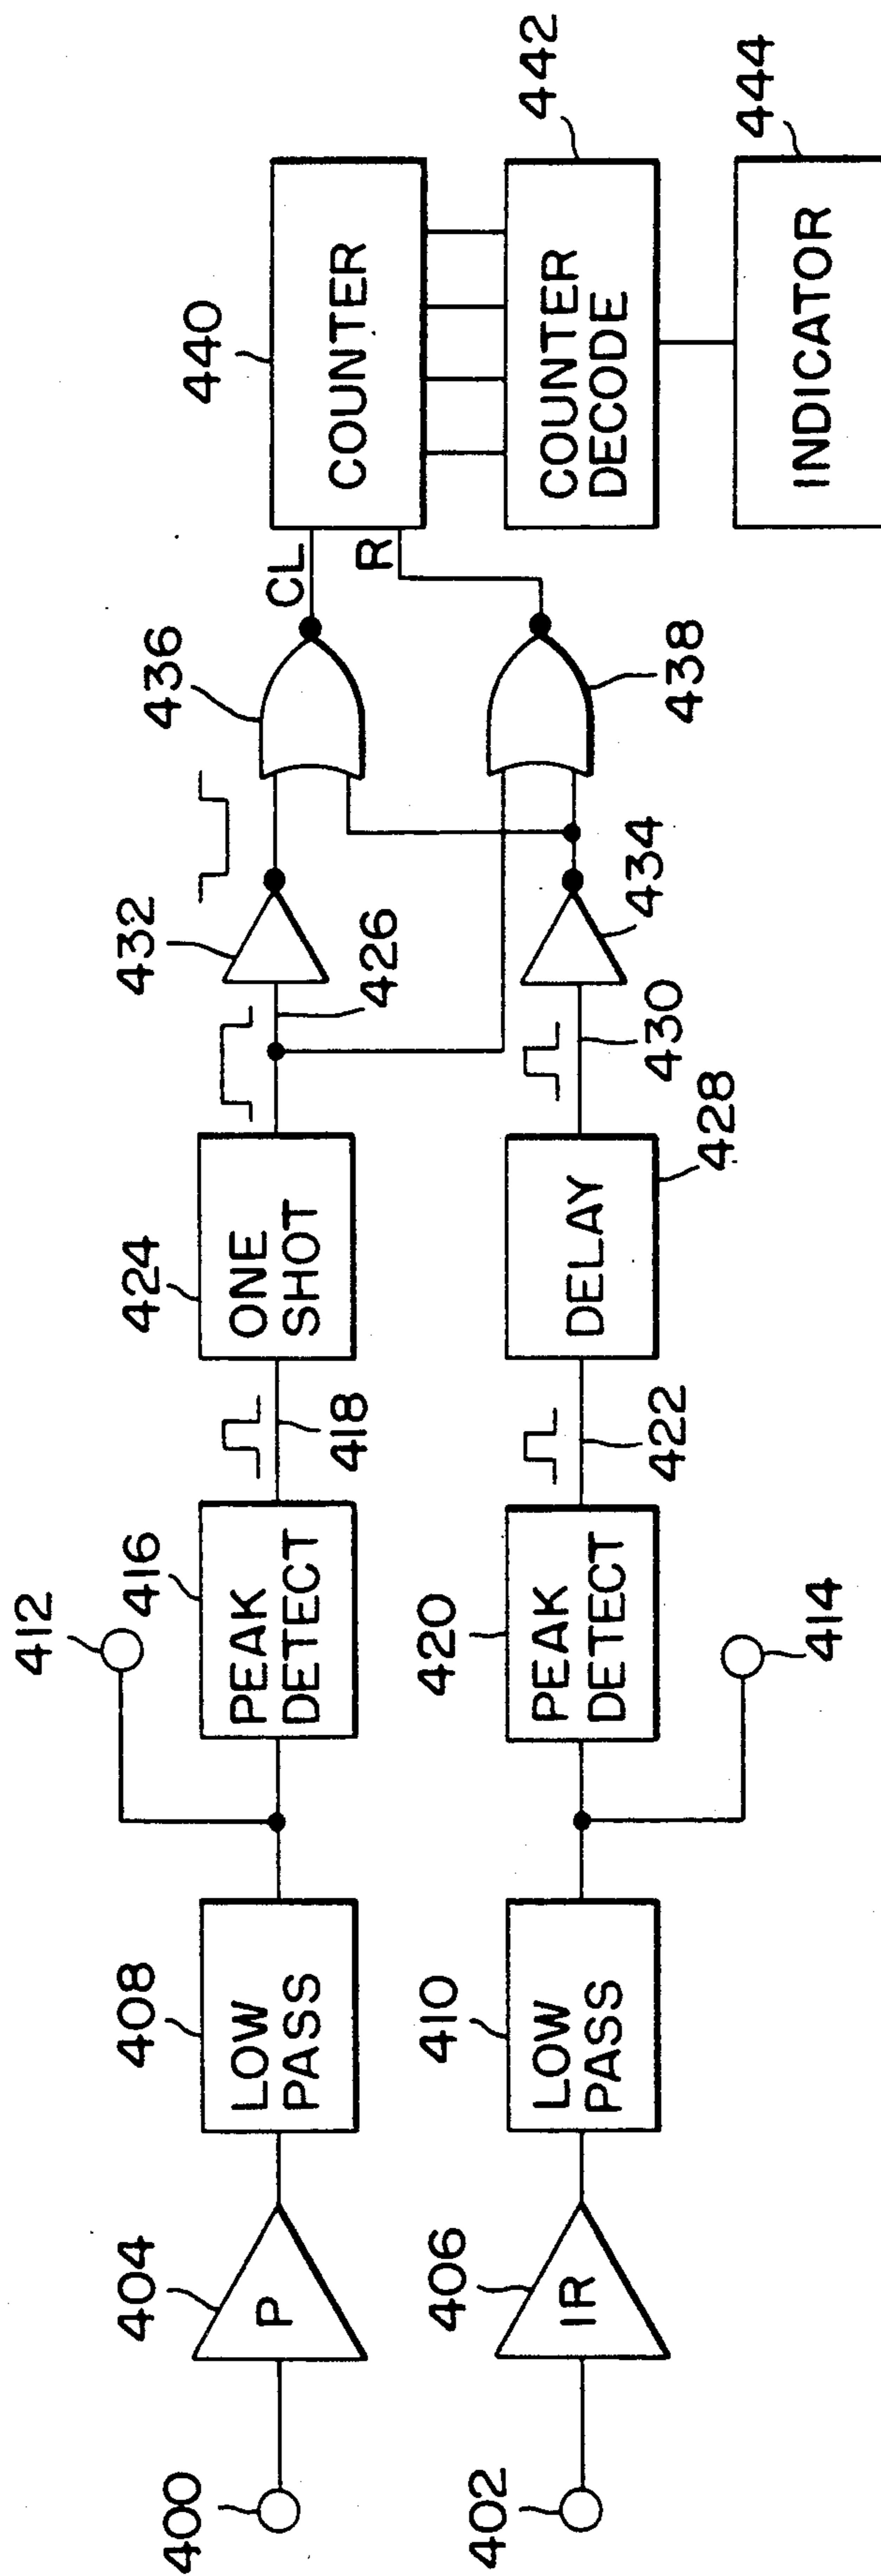 400
404
P
408
LOW
PASS
412
416
PEAK
DETECT
418
424
ONE
SHOT
426
432
436
CL
R
440
COUNTER
402
406
IR
410
LOW
PASS
414
420
PEAK
DETECT
422
DELAY
428
430
434
438
COUNTER
DECODE
442
INDICATOR
444